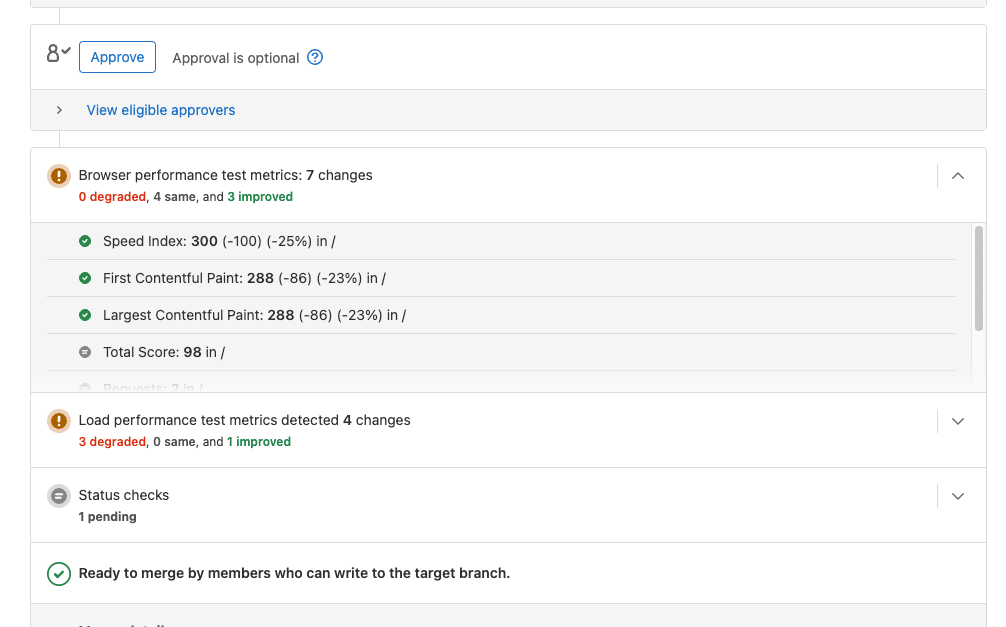 Approve Approval is optional
View eligible approvers
Browser performance test metrics: 7 changes
0 degraded, 4 same, and 3 improved
Speed Index: 300 (-100) (-25%) in /
First Contentful Paint: 288 (-86) (-23%) in /
Largest Contentful Paint: 288 (-86) (-23%) in /
Total Score: 98 in /
Requests: 2 in /
Load performance test metrics detected 4 changes
3 degraded, 0 same, and 1 improved
Status checks
1 pending
Ready to merge by members who can write to the target branch.